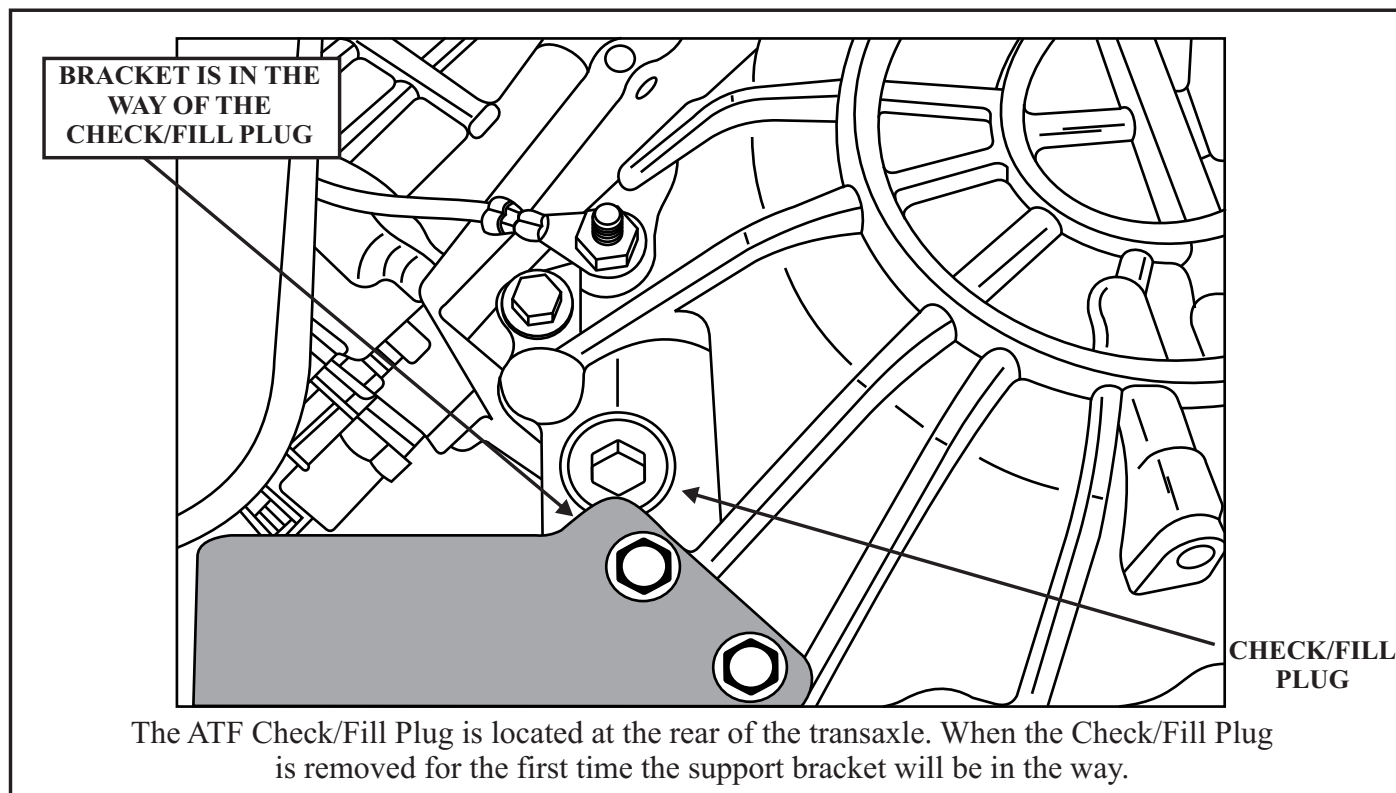 BRACKET IS IN THE
WAY OF THE
CHECK/FILL PLUG
CHECK/FILL
PLUG
The ATF Check/Fill Plug is located at the rear of the transaxle. When the Check/Fill Plug
is removed for the first time the support bracket will be in the way.